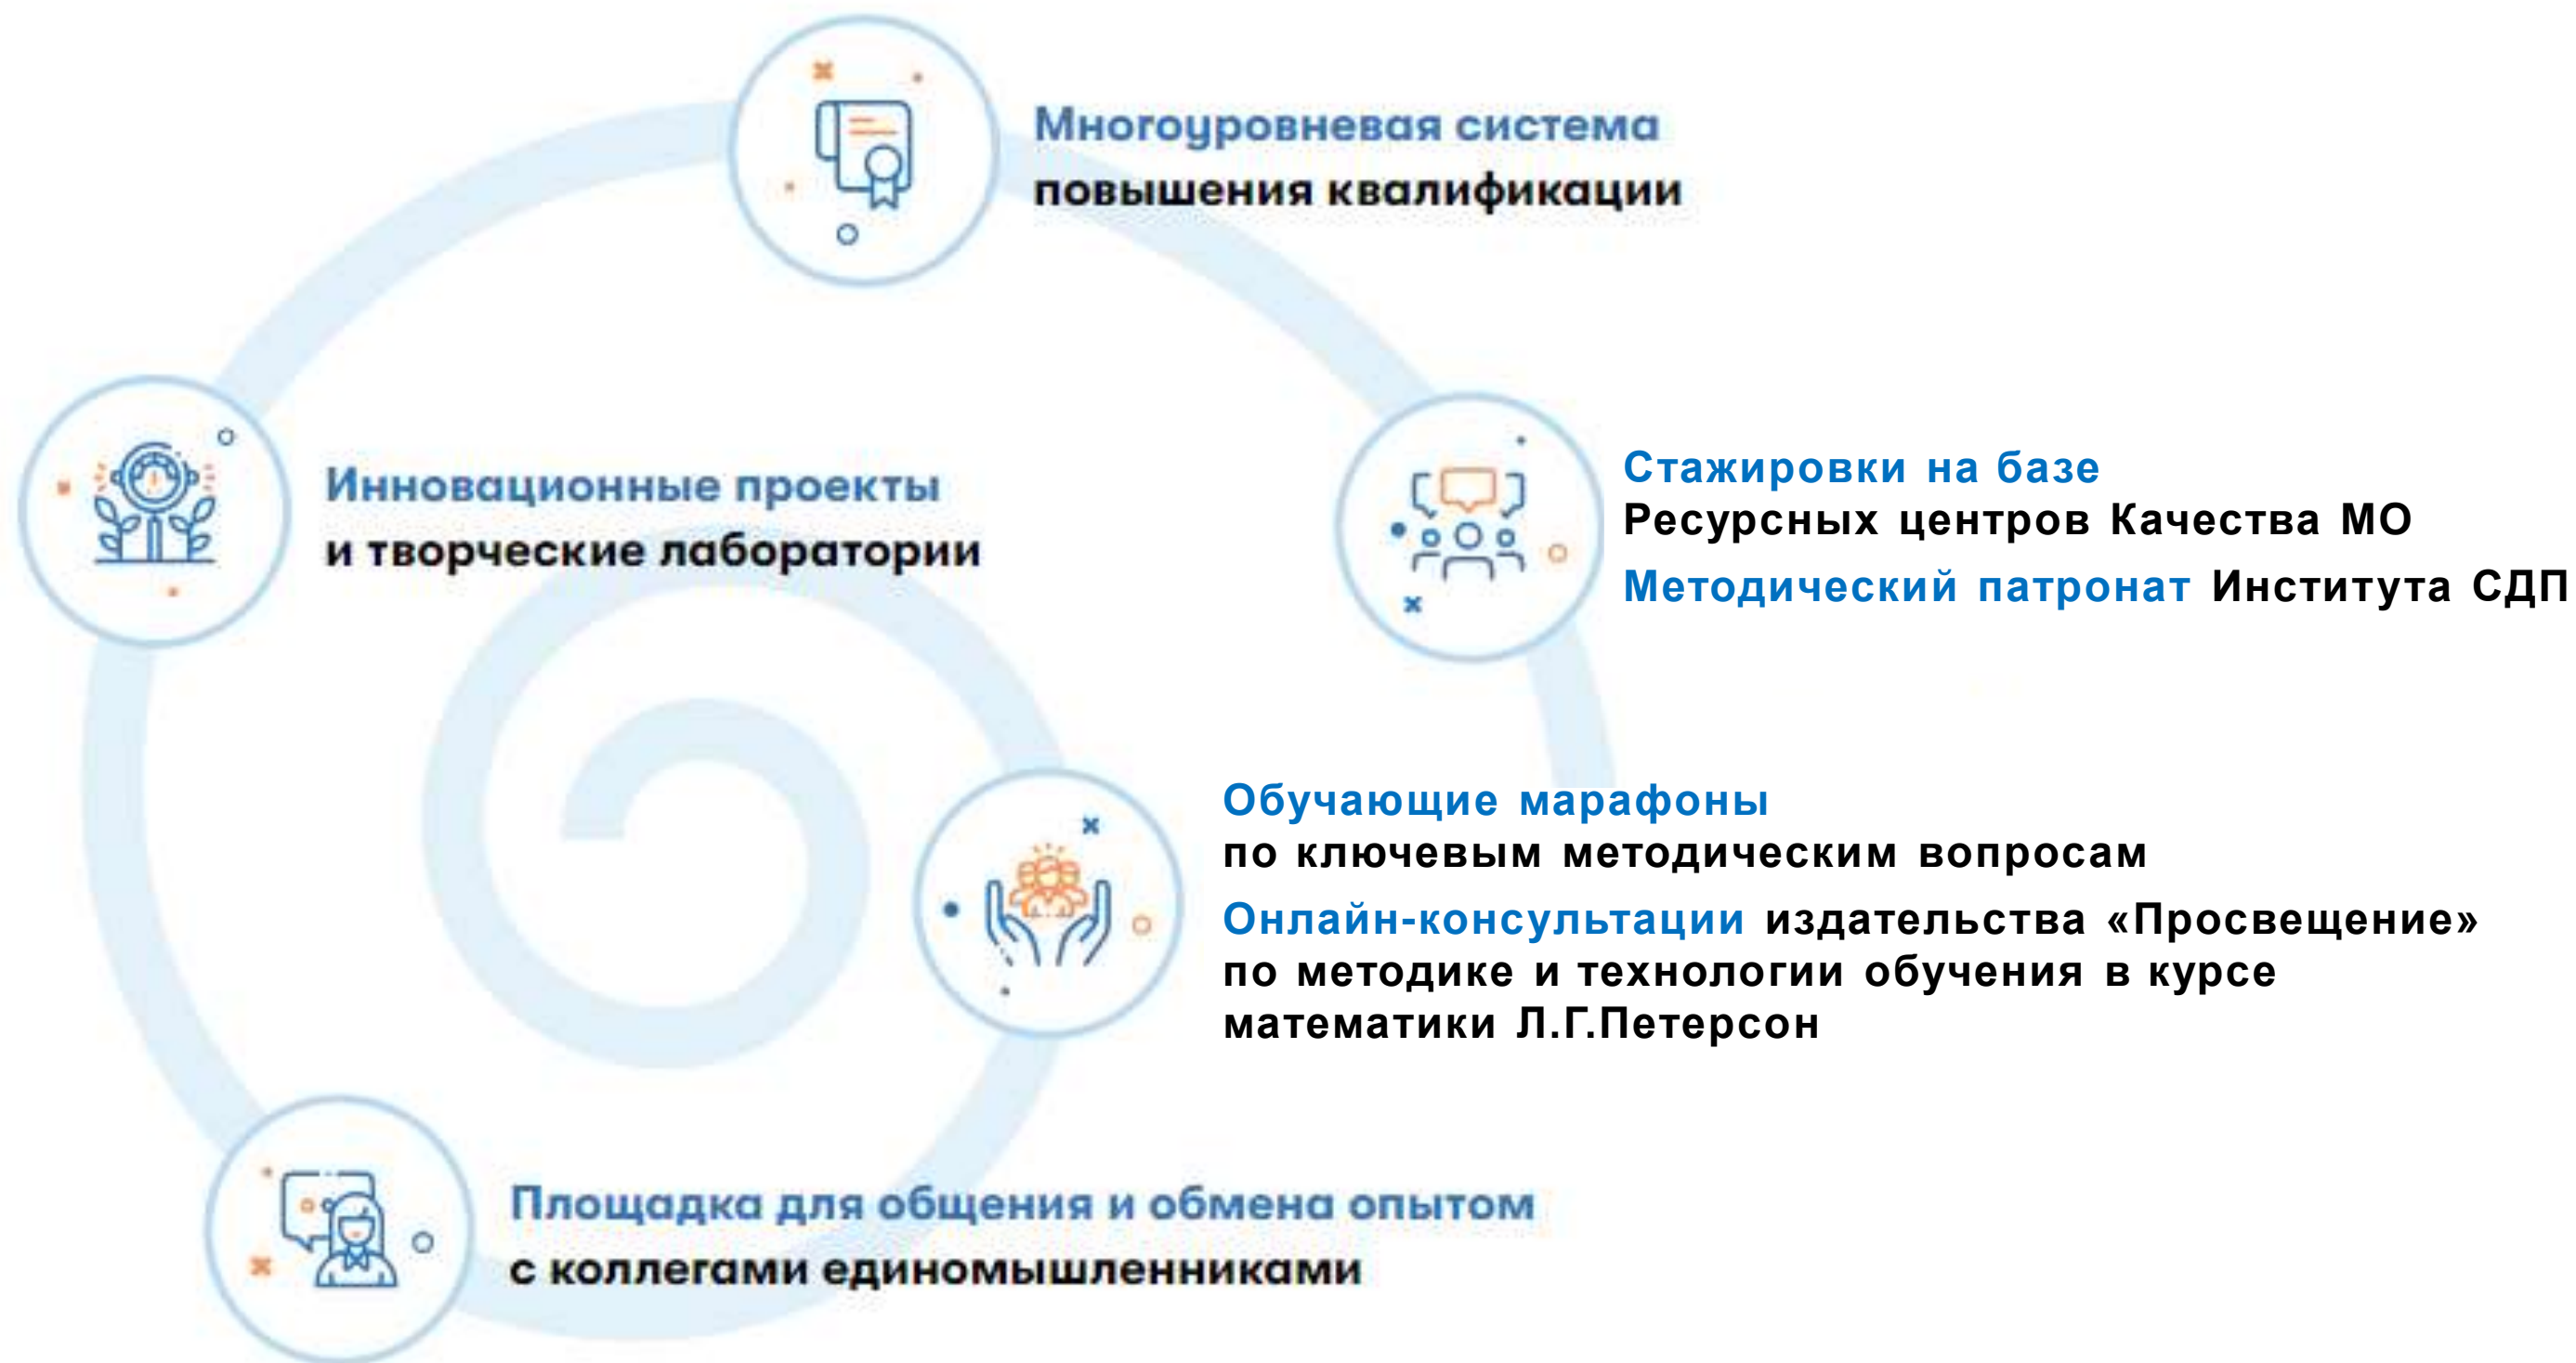 Многоуровневая система
повышения квалификации
Инновационные проекты
и творческие лаборатории
Стажировки на базе
Ресурсных центров Качества МО
Методический патронат Института СДП
Обучающие марафоны
по ключевым методическим вопросам
Онлайн-консультации издательства «Просвещение»
по методике и технологии обучения в курсе
математики Л.Г.Петерсон
Площадка для общения и обмена опытом
с коллегами единомышленниками